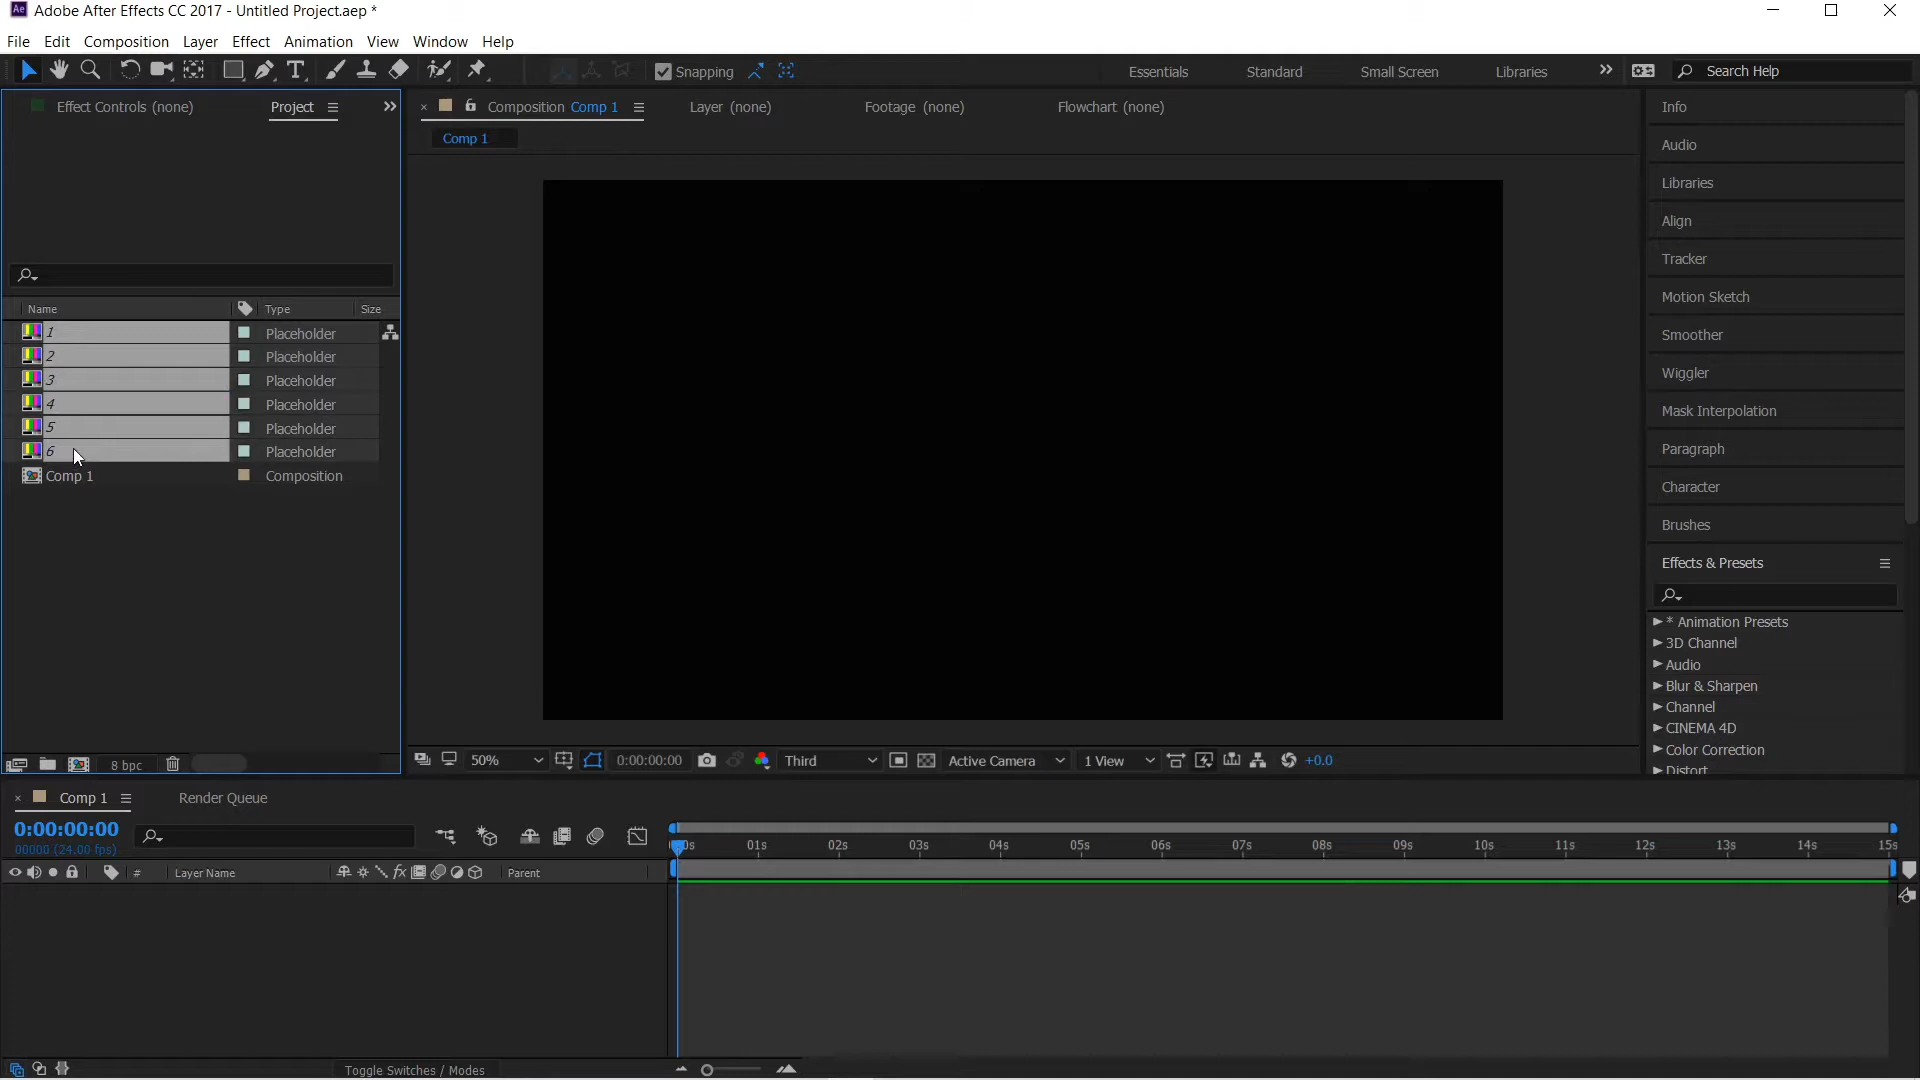 Ae Adobe After Effects CC 2017 - Untitled Project.aep *
File Edit Composition Layer Effect Animation View Window Help
T Snapping Essentials Standard Small Screen Libraries Search Help
Effect Controls (none) Project
Composition Comp 1 Layer (none) Footage (none) Flowchart (none)
Comp 1
Name Type Size
1 Placeholder
2 Placeholder
3 Placeholder
4 Placeholder
5 Placeholder
6 Placeholder
Comp 1 Composition
8 bpc
50% 0:00:00:00 Third Active Camera 1 View +0.0
Info
Audio
Libraries
Align
Tracker
Motion Sketch
Smoother
Wiggler
Mask Interpolation
Paragraph
Character
Brushes
Effects & Presets
* Animation Presets
3D Channel
Audio
Blur & Sharpen
Channel
CINEMA 4D
Color Correction
Distort
Comp 1 Render Queue
0:00:00:00
00000 (24.00 fps)
01s 02s 03s 04s 05s 06s 07s 08s 09s 10s 11s 12s 13s 14s 15s
# Layer Name fx Parent
Toggle Switches / Modes